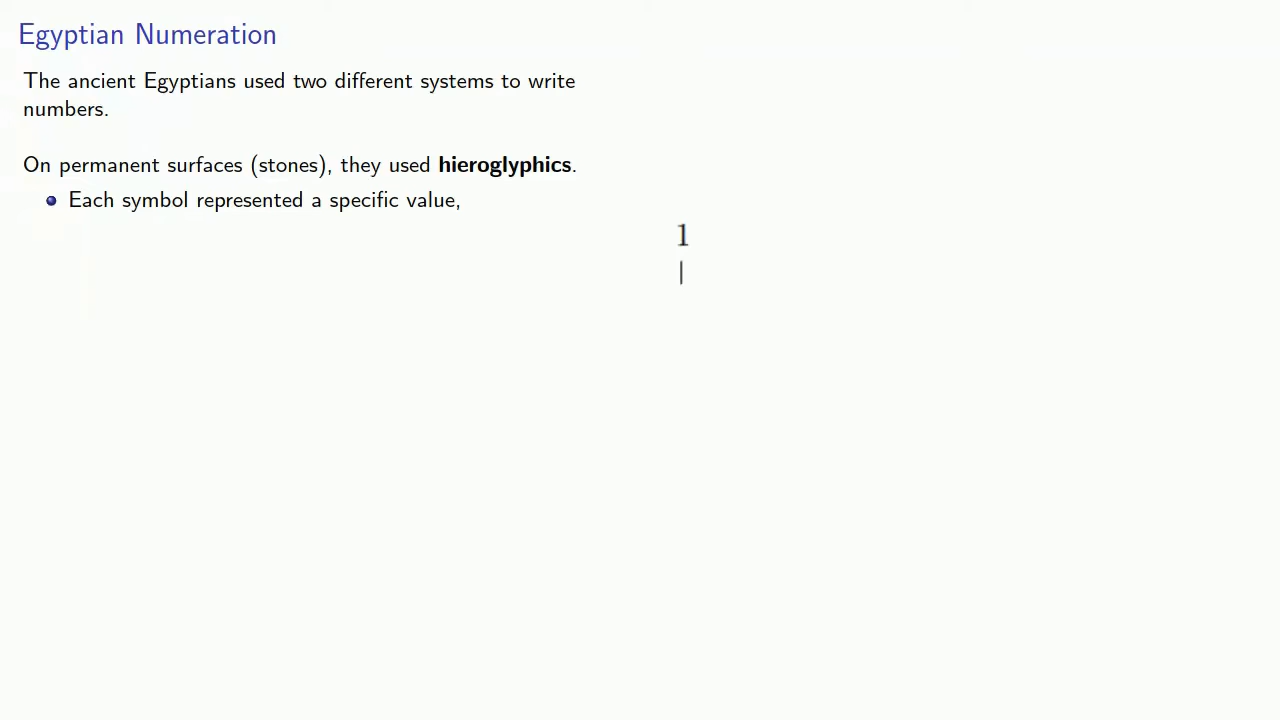 Egyptian Numeration
The ancient Egyptians used two different systems to write
numbers.
On permanent surfaces (stones), they used hieroglyphics.
Each symbol represented a specific value,
1
|